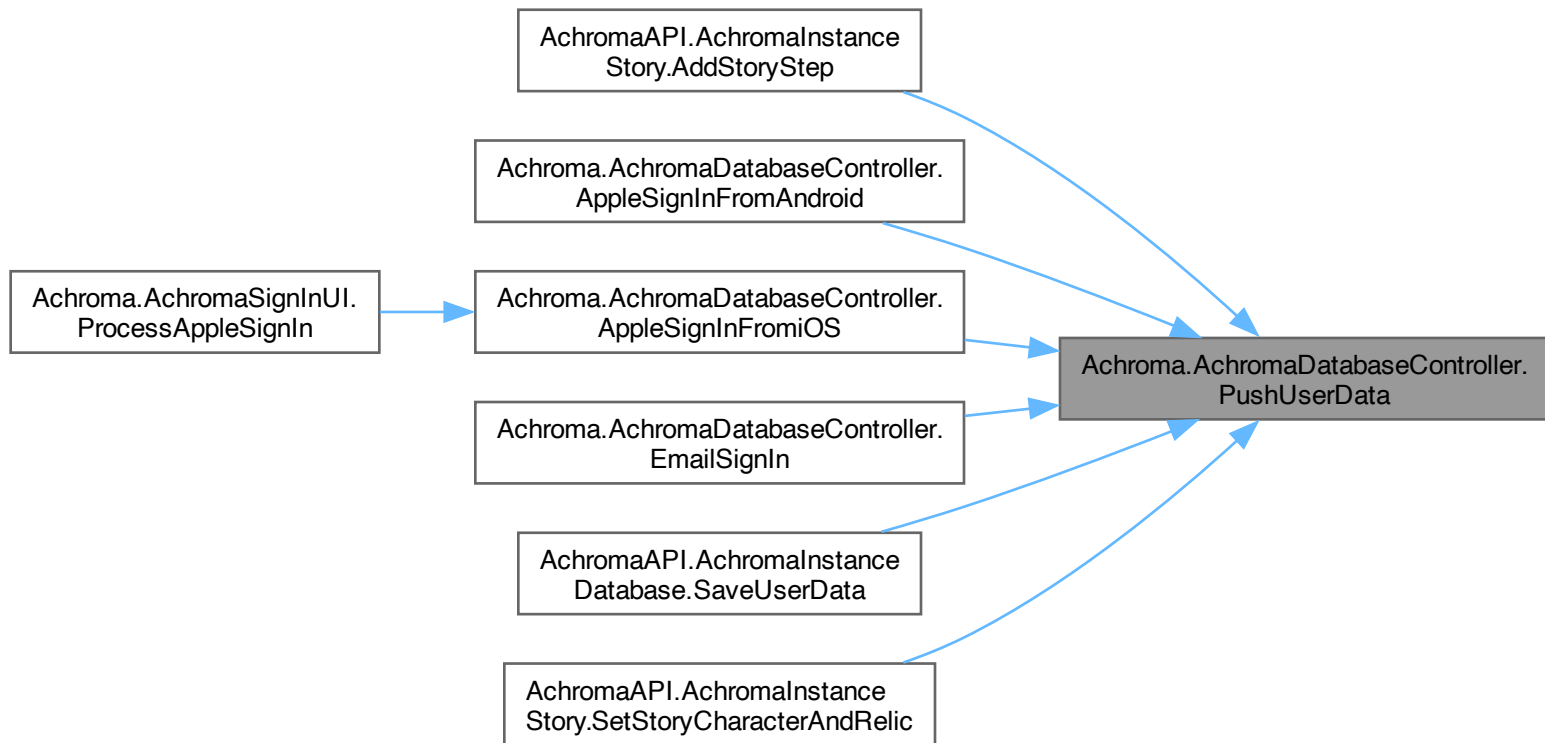 AchromaAPI.AchromaInstance
Story.AddStoryStep
Achroma.AchromaDatabaseController.
AppleSignInFromAndroid
Achroma.AchromaSignInUI.
ProcessAppleSignIn
Achroma.AchromaDatabaseController.
AppleSignInFromiOS
Achroma.AchromaDatabaseController.
PushUserData
Achroma.AchromaDatabaseController.
EmailSignIn
AchromaAPI.AchromaInstance
Database.SaveUserData
AchromaAPI.AchromaInstance
Story.SetStoryCharacterAndRelic